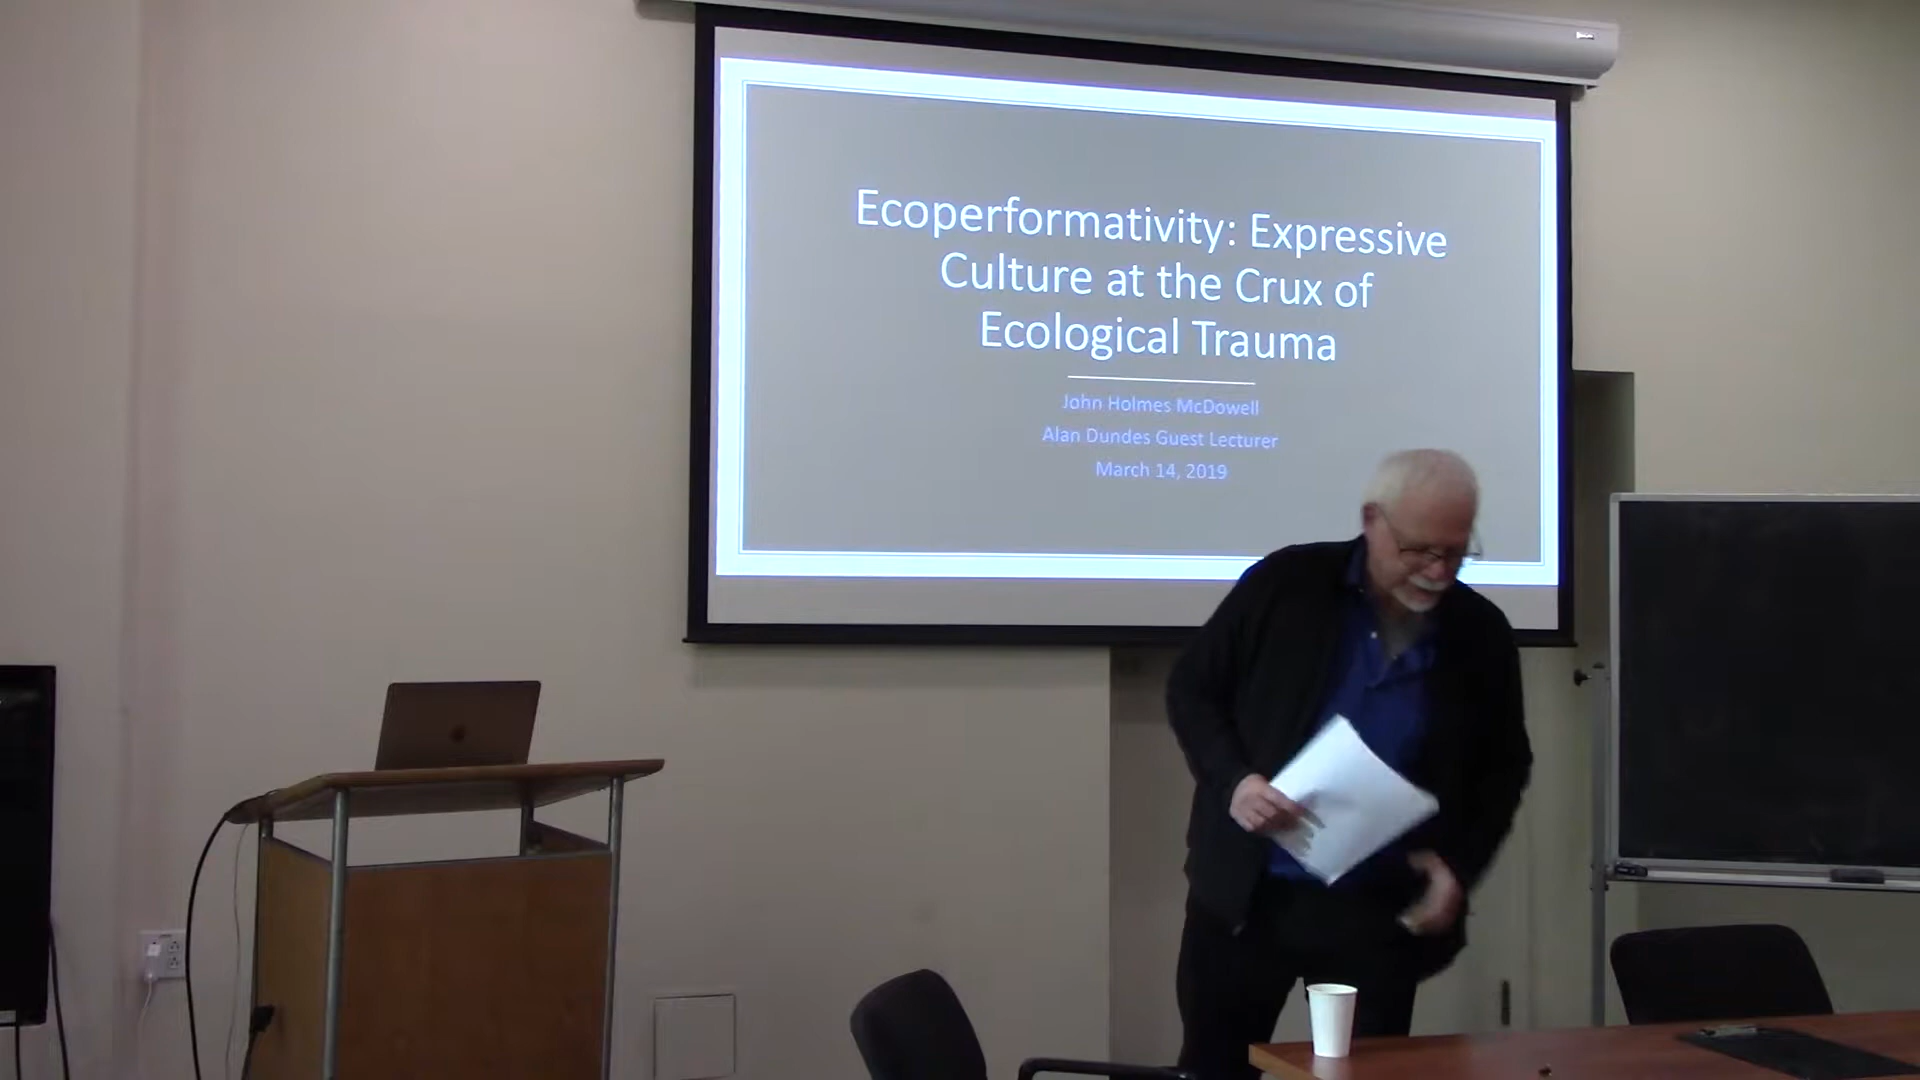 Ecoperformativity: Expressive
Culture at the Crux of
Ecological Trauma
John Holmes McDowell
Alan Dundes Guest Lecturer
March 14, 2019